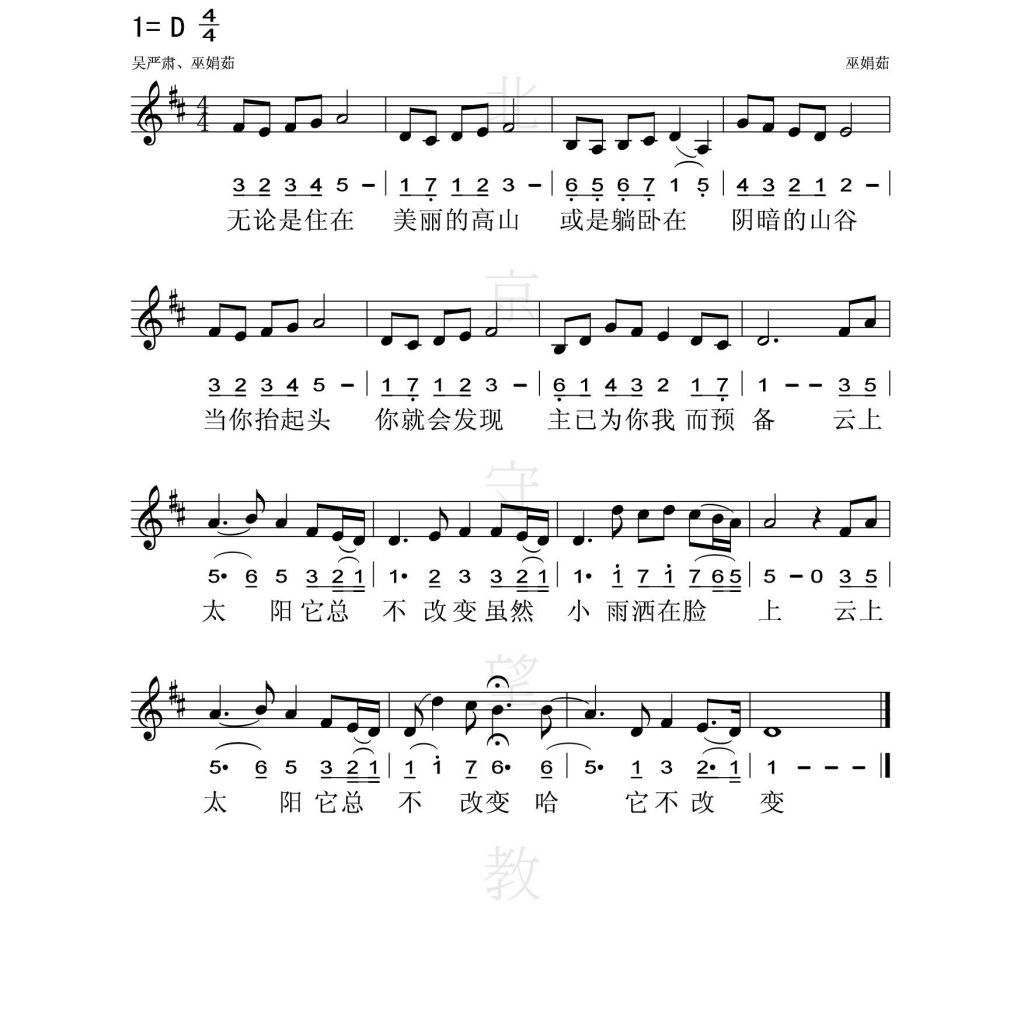 1= D 4/4
吴严肃、巫娟茹 巫娟茹
3 2 3 4 5 – | 1 7 1 2 3 – | 6 5 6 7 1 5 | 4 3 2 1 2 – |
无论是住在 美丽的高山 或是躺卧在 阴暗的山谷
3 2 3 4 5 – | 1 7 1 2 3 – | 6 1 4 3 2 1 7 | 1 – – 3 5 |
当你抬起头 你就会发现 主已为你我 而预 备 云上
5· 6 5 3 2 1 | 1· 2 3 3 2 1 | 1· 1 7 1 7 6 5 | 5 – 0 3 5 |
太 阳它总 不 改变虽然 小 雨洒在脸 上 云上
5· 6 5 3 2 1 | 1 1 7 6· 6 | 5· 1 3 2· 1 | 1 – – –
太 阳它总 不 改变 哈 它不改 变
北京守望教